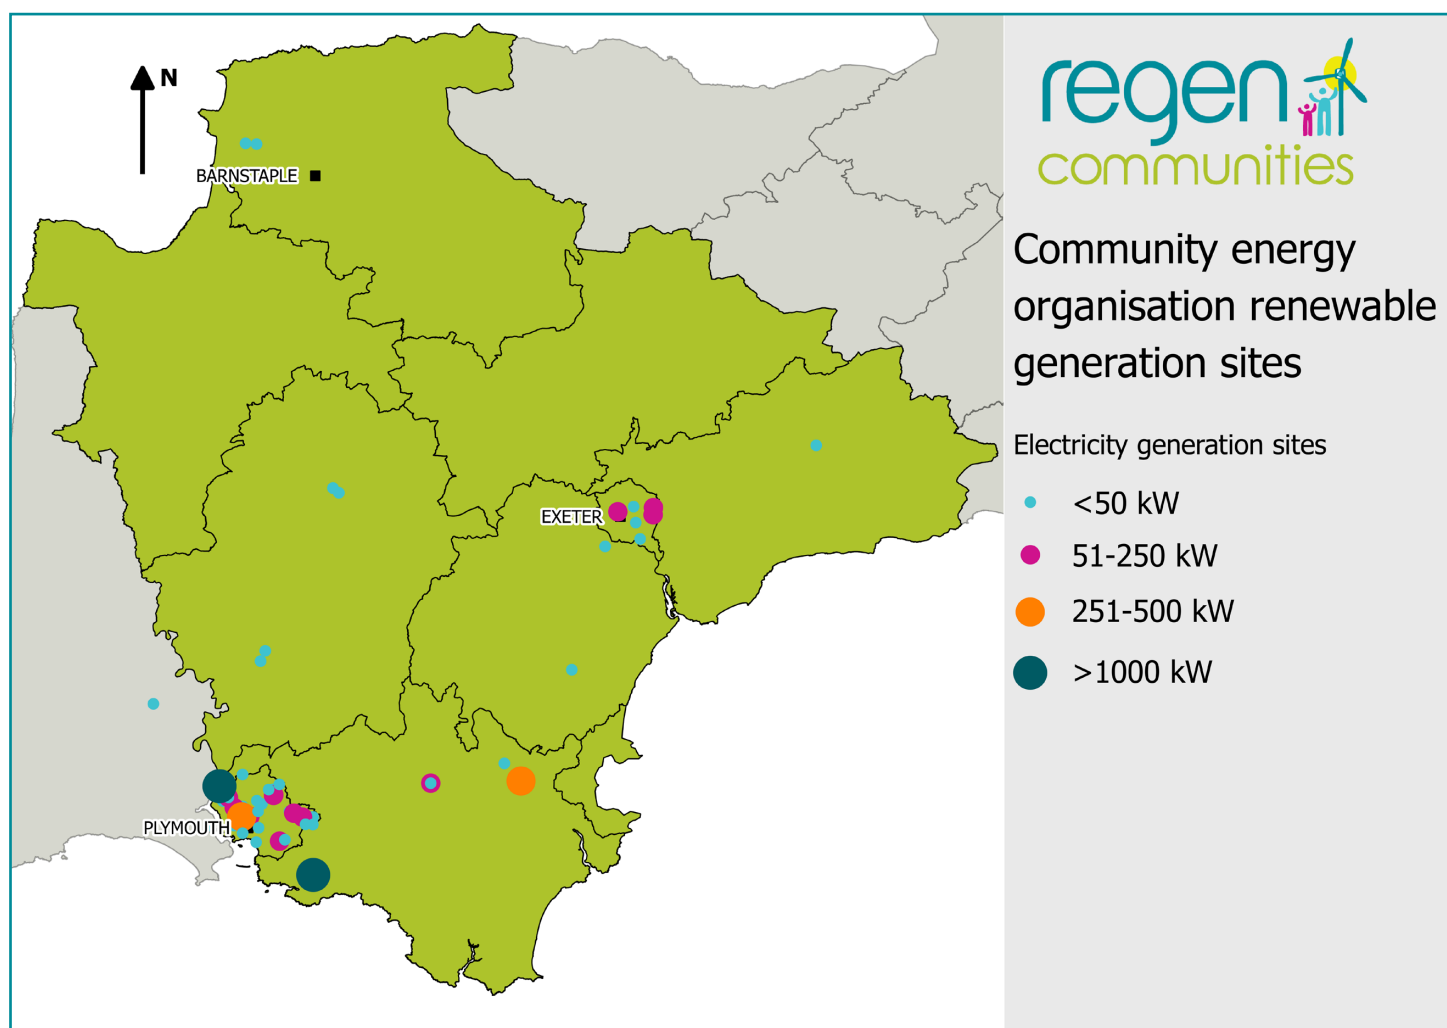 N
BARNSTAPLE
EXETER
PLYMOUTH
regen
communities
Community energy
organisation renewable
generation sites
Electricity generation sites
<50 kW
51-250 kW
251-500 kW
>1000 kW